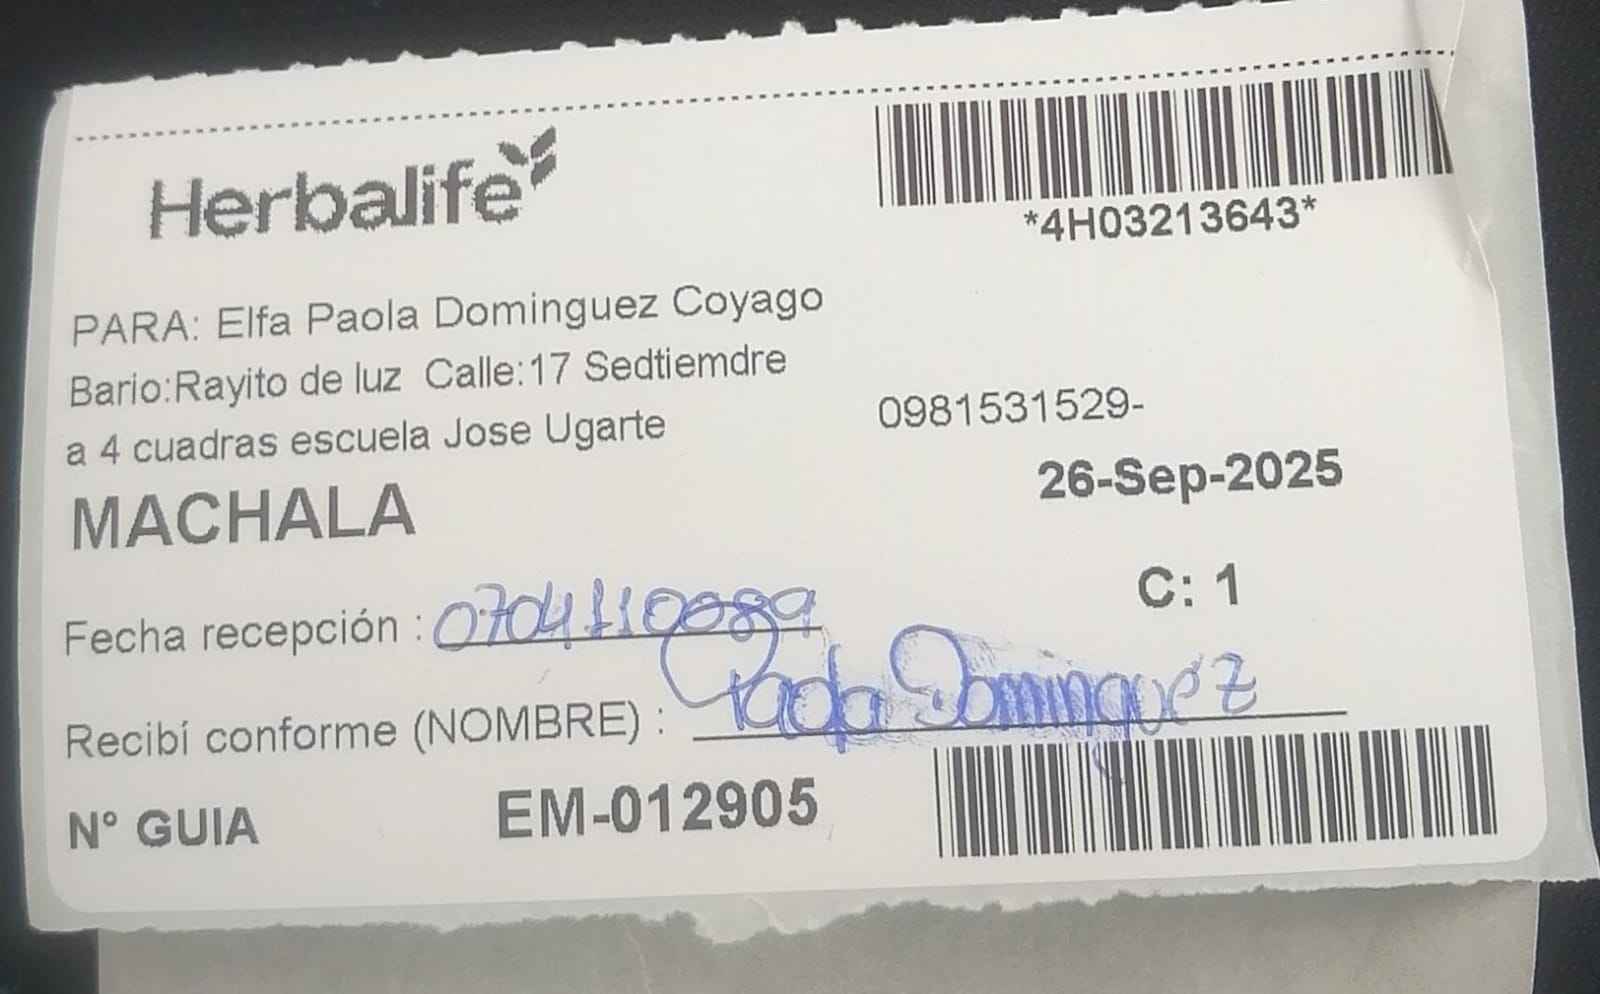 Herbalife
*4H03213643*
PARA: Elfa Paola Dominguez Coyago
Bario:Rayito de luz Calle:17 Sedtiemdre
a 4 cuadras escuela Jose Ugarte
0981531529-
MACHALA
26-Sep-2025
C: 1
Fecha recepción : 0704110089
Recibí conforme (NOMBRE) : Paola Dominguez
N° GUIA EM-012905